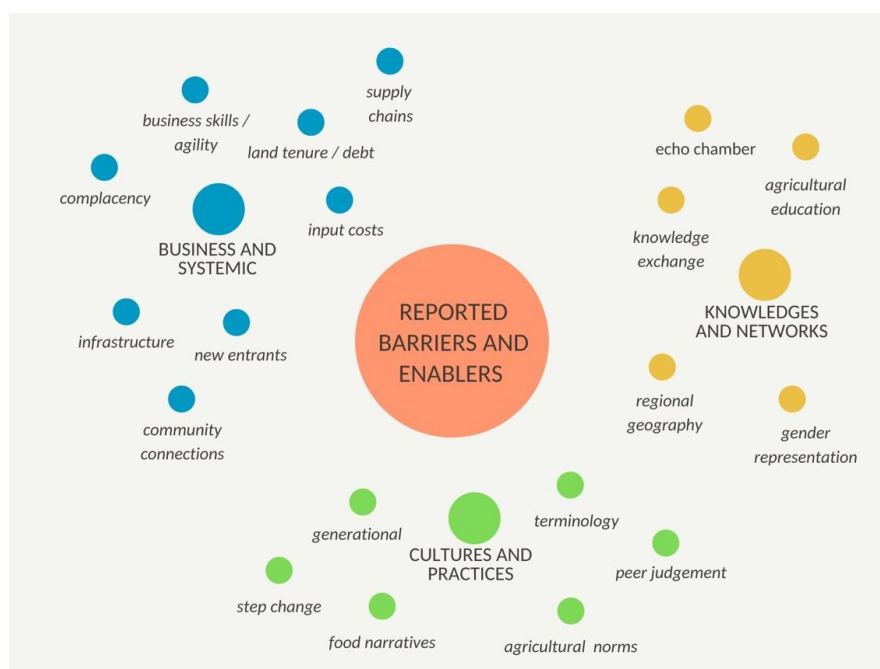 supply
chains
business skills /
agility
land tenure / debt
complacency
input costs
BUSINESS AND
SYSTEMIC
infrastructure
new entrants
community
connections
REPORTED
BARRIERS AND
ENABLERS
echo chamber
agricultural
education
knowledge
exchange
KNOWLEDGES
AND NETWORKS
regional
geography
gender
representation
generational
terminology
CULTURES AND
PRACTICES
peer judgement
step change
food narratives
agricultural norms